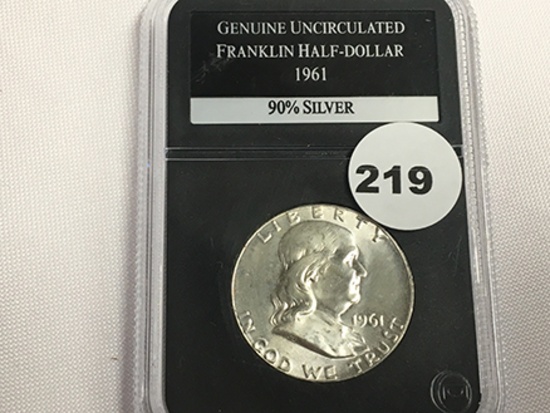 GENUINE UNCIRCULATED
FRANKLIN HALF-DOLLAR
1961
90% SILVER
219
LIBERTY
1961
IN GOD WE TRUST